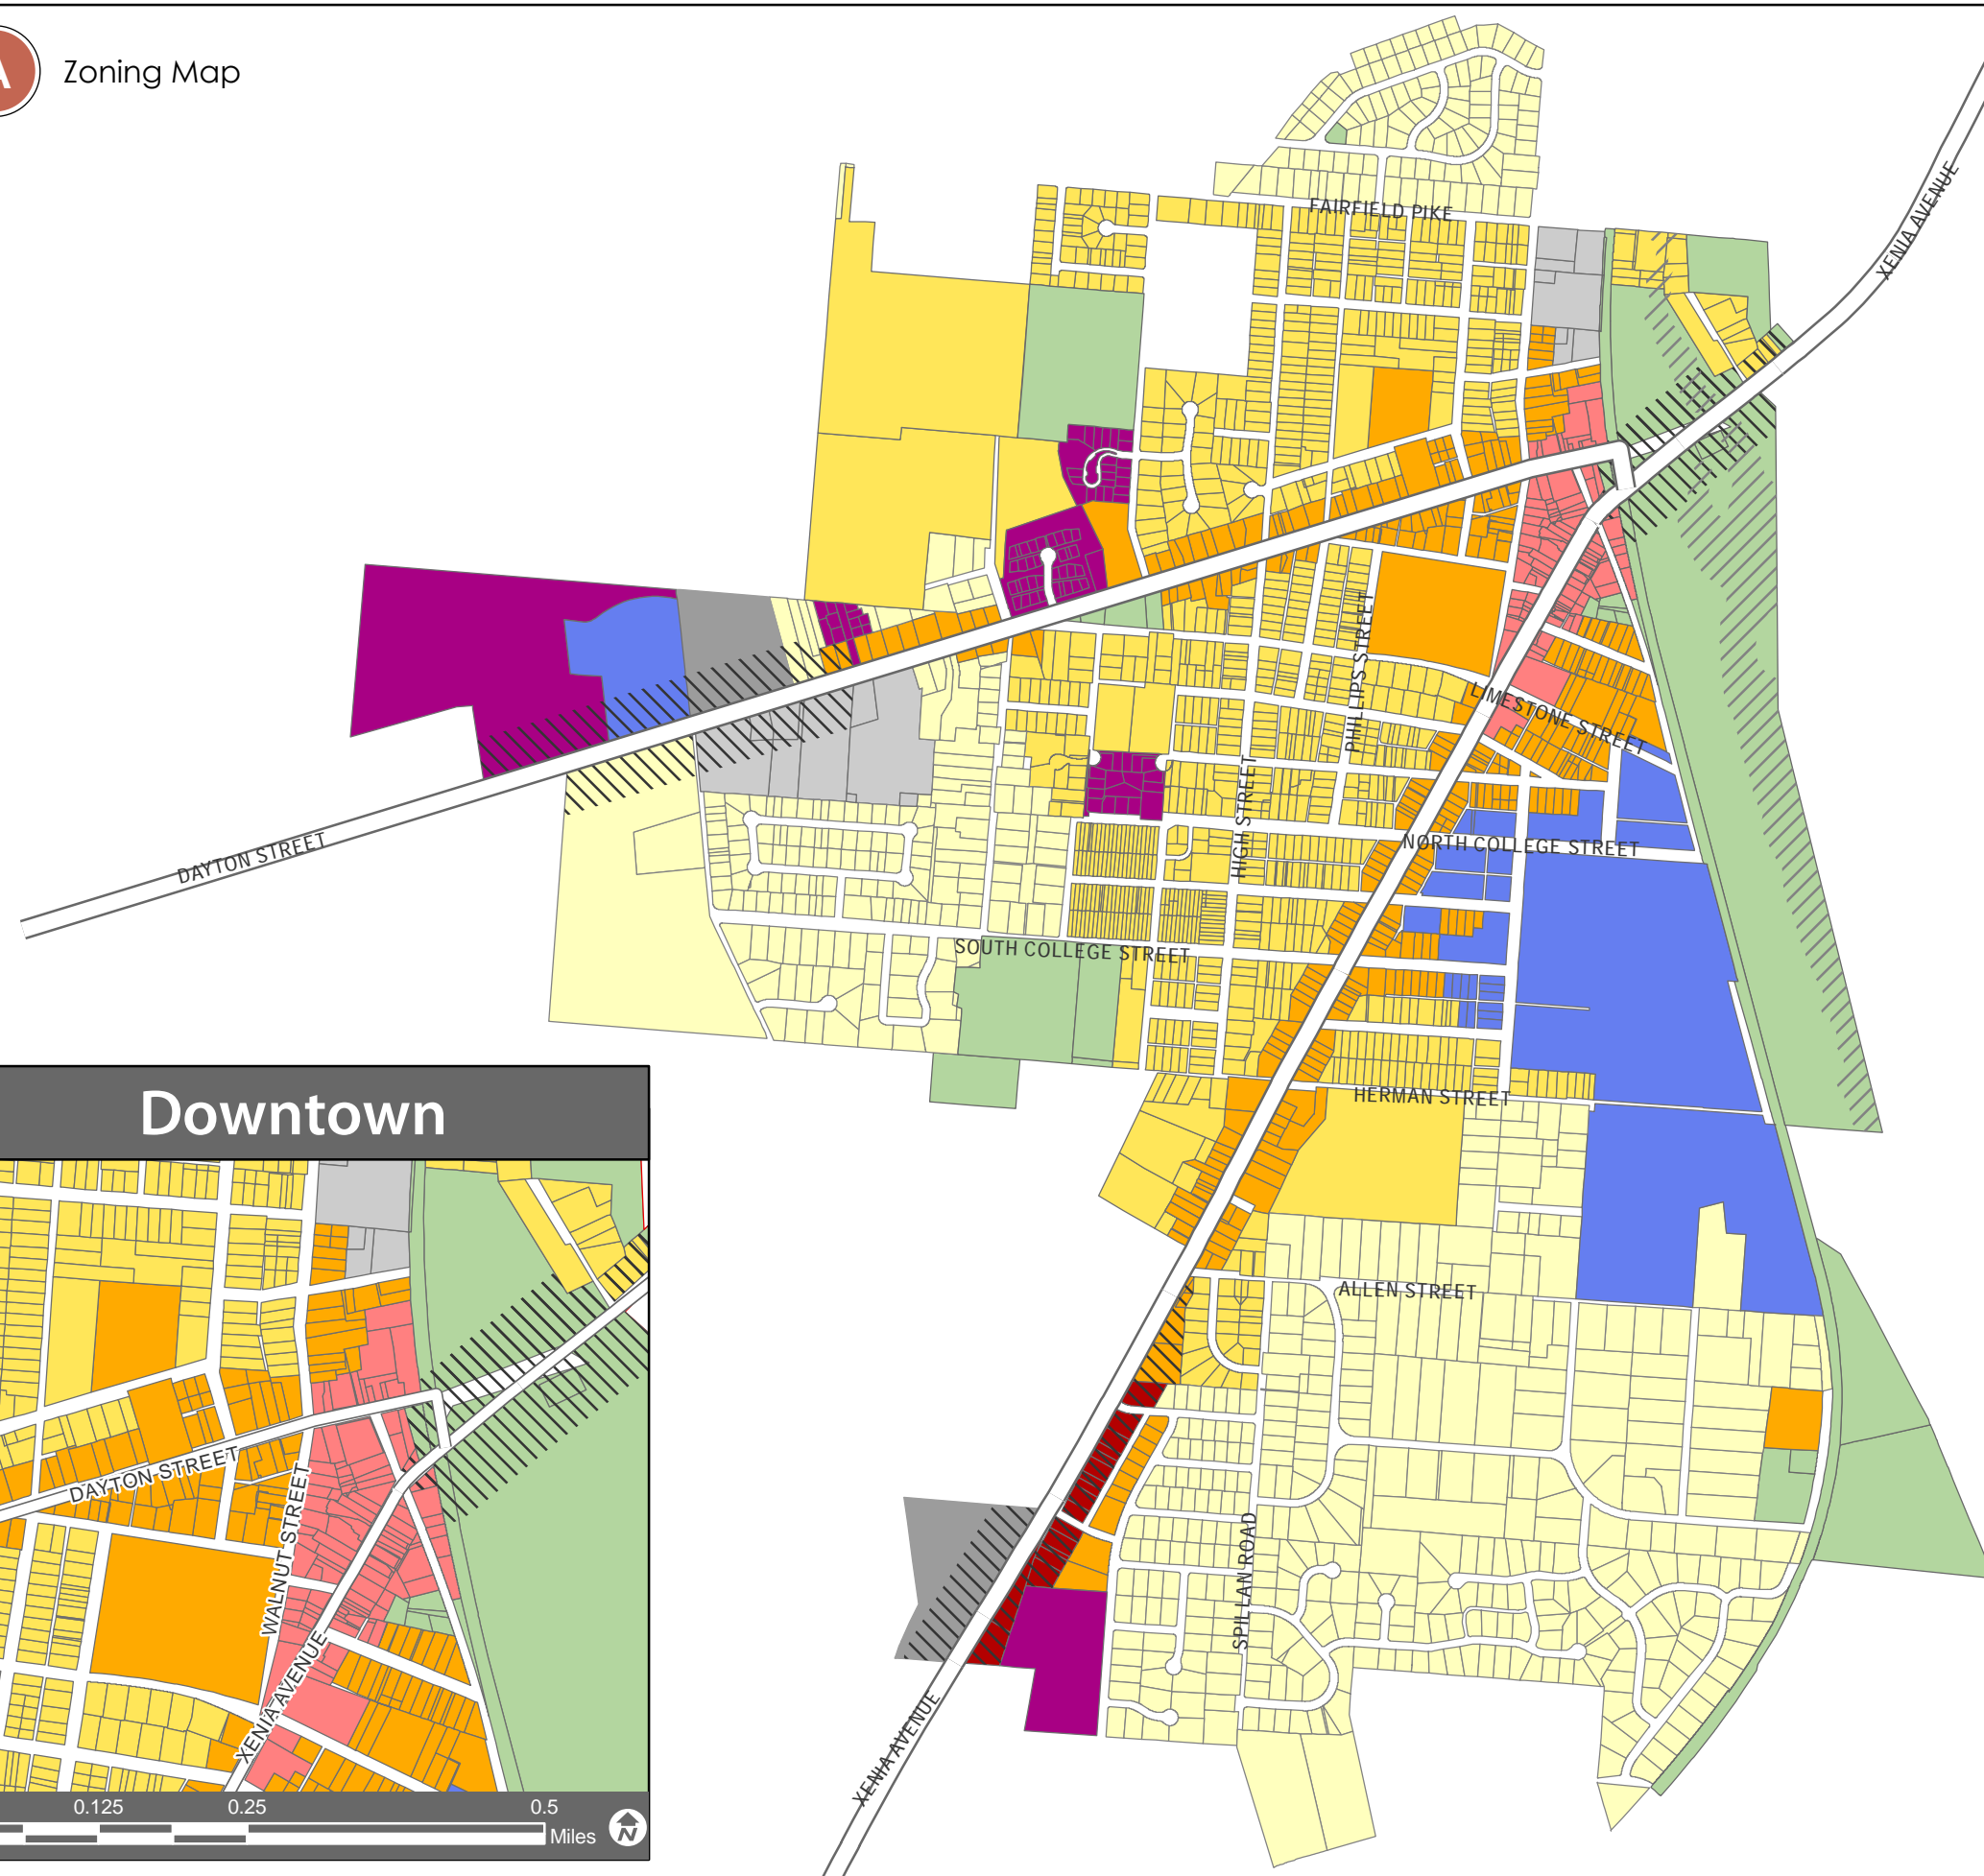 A
Zoning Map
FAIRFIELD PIKE
XENIA AVENUE
PHILLIPS STREET
LIMESTONE STREET
HIGH STREET
NORTH COLLEGE STREET
DAYTON STREET
SOUTH COLLEGE STREET
HERMAN STREET
ALLEN STREET
SPILLAN ROAD
XENIA AVENUE
Downtown
DAYTON STREET
WALNUT STREET
XENIA AVENUE
0.125 0.25 0.5
Miles
N